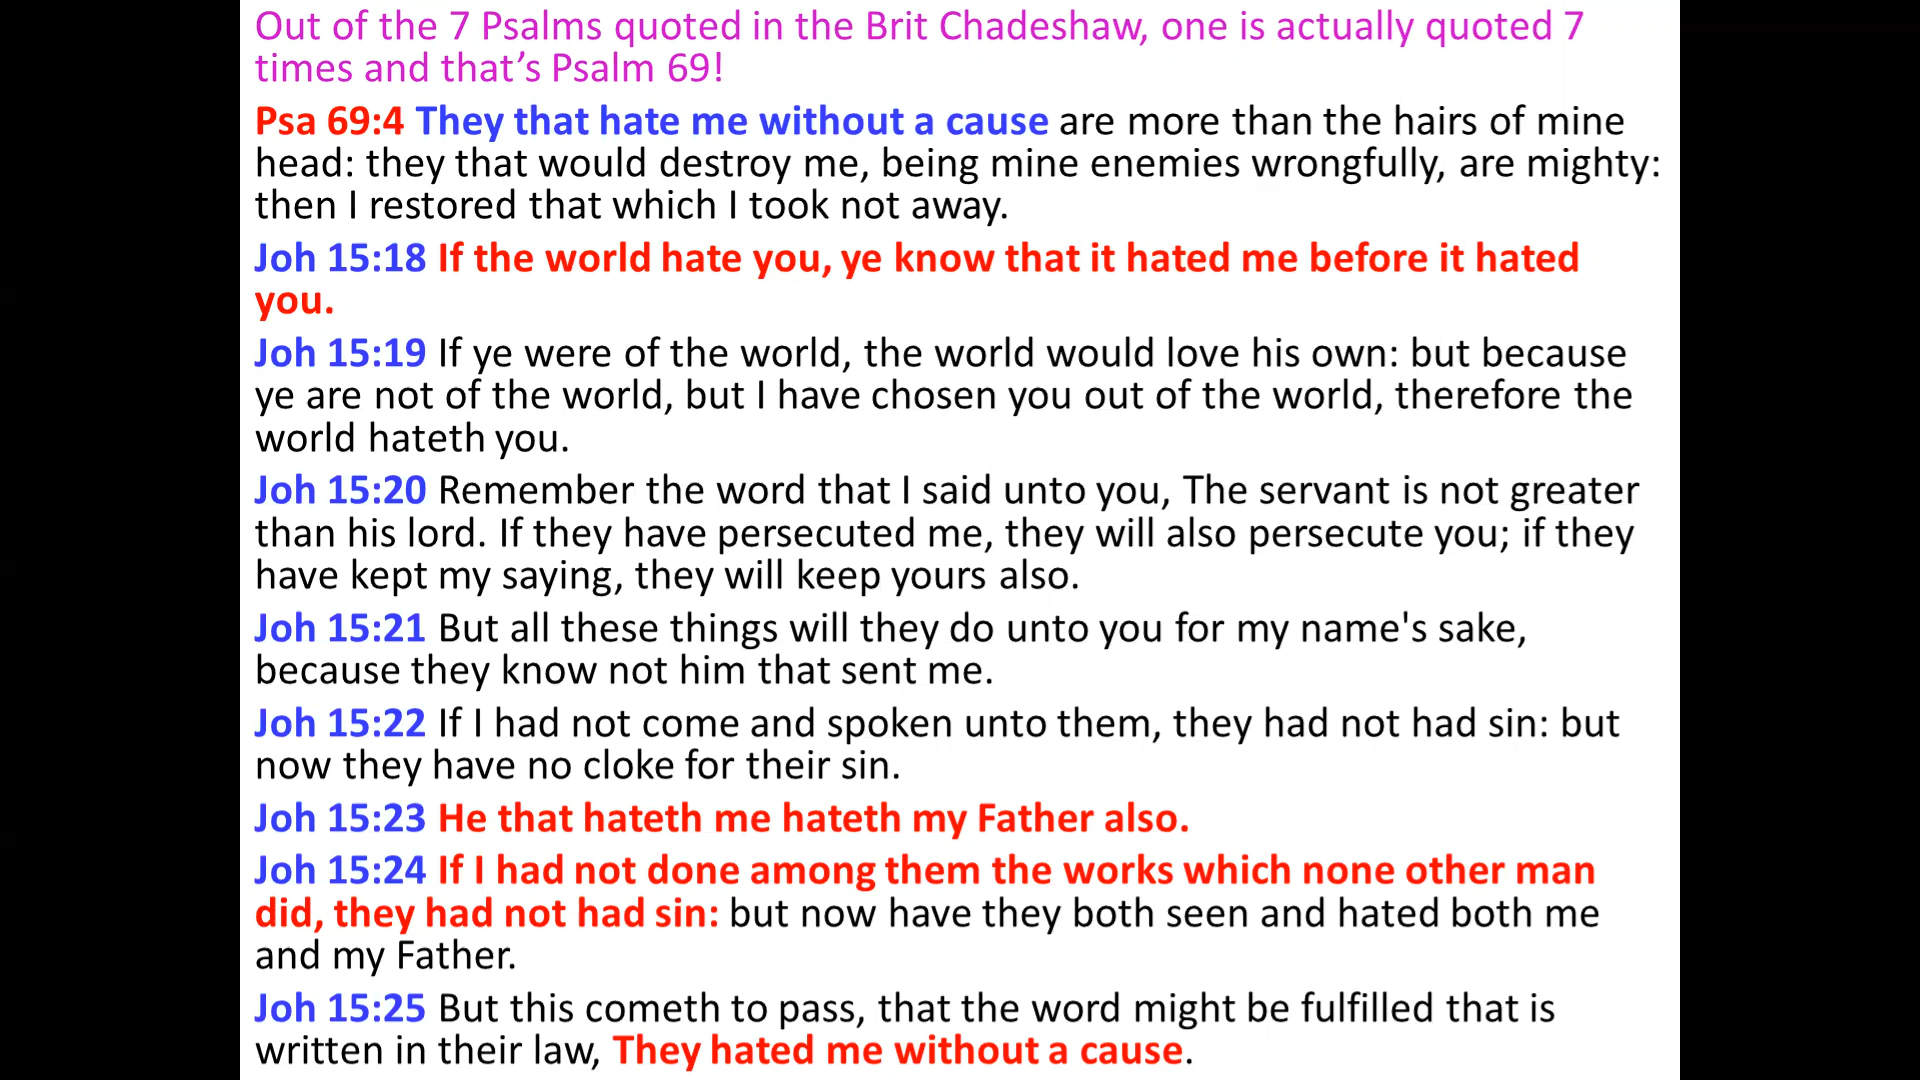 Out of the 7 Psalms quoted in the Brit Chadeshaw, one is actually quoted 7
times and that’s Psalm 69!
Psa 69:4 They that hate me without a cause are more than the hairs of mine
head: they that would destroy me, being mine enemies wrongfully, are mighty:
then I restored that which I took not away.
Joh 15:18 If the world hate you, ye know that it hated me before it hated
you.
Joh 15:19 If ye were of the world, the world would love his own: but because
ye are not of the world, but I have chosen you out of the world, therefore the
world hateth you.
Joh 15:20 Remember the word that I said unto you, The servant is not greater
than his lord. If they have persecuted me, they will also persecute you; if they
have kept my saying, they will keep yours also.
Joh 15:21 But all these things will they do unto you for my name's sake,
because they know not him that sent me.
Joh 15:22 If I had not come and spoken unto them, they had not had sin: but
now they have no cloke for their sin.
Joh 15:23 He that hateth me hateth my Father also.
Joh 15:24 If I had not done among them the works which none other man
did, they had not had sin: but now have they both seen and hated both me
and my Father.
Joh 15:25 But this cometh to pass, that the word might be fulfilled that is
written in their law, They hated me without a cause.